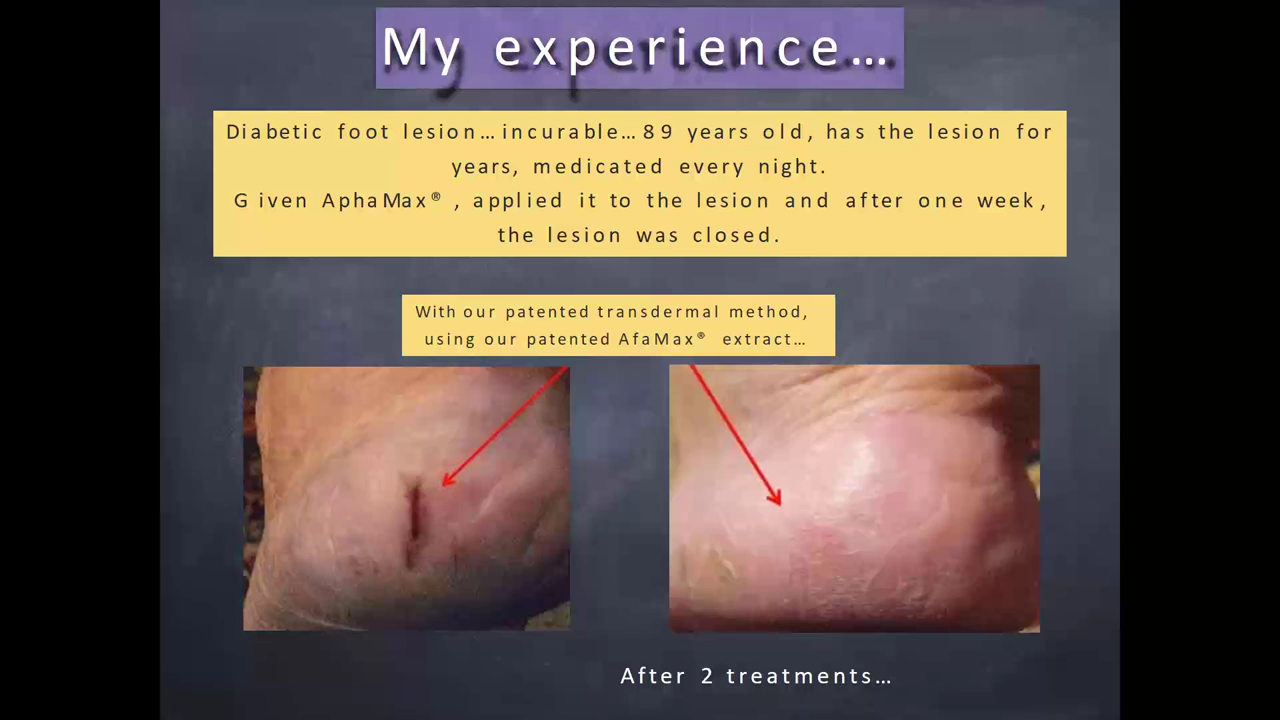 My experience…
Diabetic foot lesion…incurable…89 years old, has the lesion for
years, medicated every night.
Given AphaMax®, applied it to the lesion and after one week,
the lesion was closed.
With our patented transdermal method,
using our patented AfaMax® extract…
After 2 treatments…